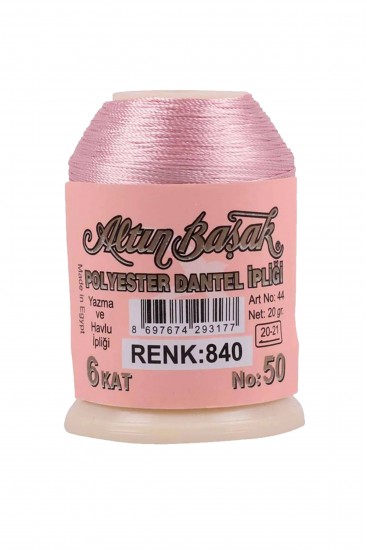 Altın Başak
POLYESTER DANTEL İPLİĞİ
Made in Egypt
Yazma
ve
Havlu
İpliği
8 697674 293177
Art No: 44
Net: 20 gr.
20-21
RENK:840
6 KAT
No: 50